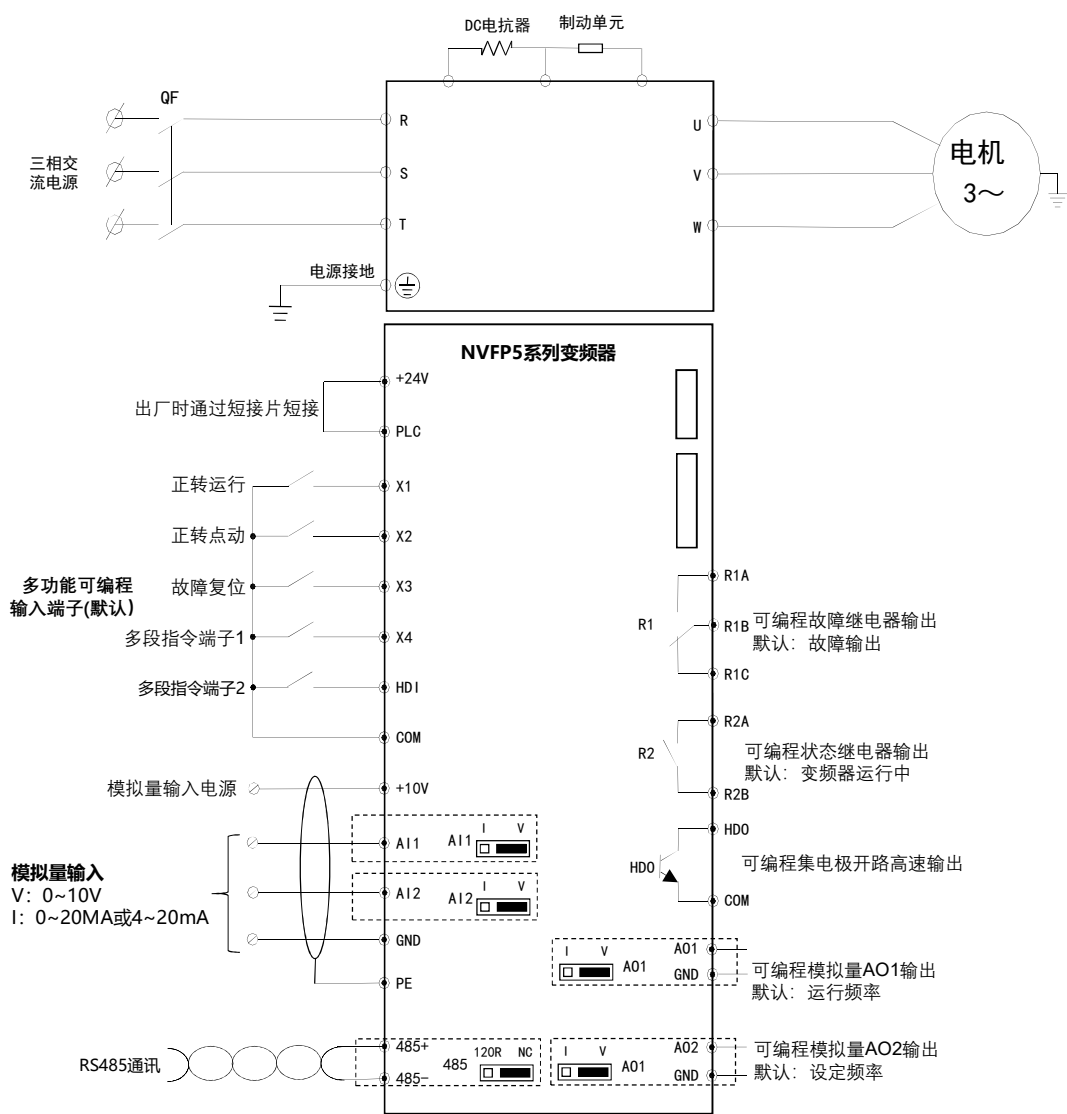 DC电抗器
制动单元
QF
R
S
T
三相交
流电源
电源接地
U
V
W
电机
3～
NVFP5系列变频器
+24V
出厂时通过短接片短接
PLC
正转运行
X1
正转点动
X2
多功能可编程
输入端子(默认)
故障复位
X3
多段指令端子1
X4
多段指令端子2
HDI
COM
模拟量输入电源
+10V
模拟量输入
V：0~10V
I：0~20MA或4~20mA
AI1
AI1
I V
AI2
AI2
I V
GND
PE
RS485通讯
485+
485-
485
120R NC
R1
R1A
R1B
R1C
可编程故障继电器输出
默认：故障输出
R2
R2A
R2B
可编程状态继电器输出
默认：变频器运行中
HDO
HDO
COM
可编程集电极开路高速输出
I V
AO1
AO1
GND
可编程模拟量AO1输出
默认：运行频率
I V
AO1
AO2
GND
可编程模拟量AO2输出
默认：设定频率